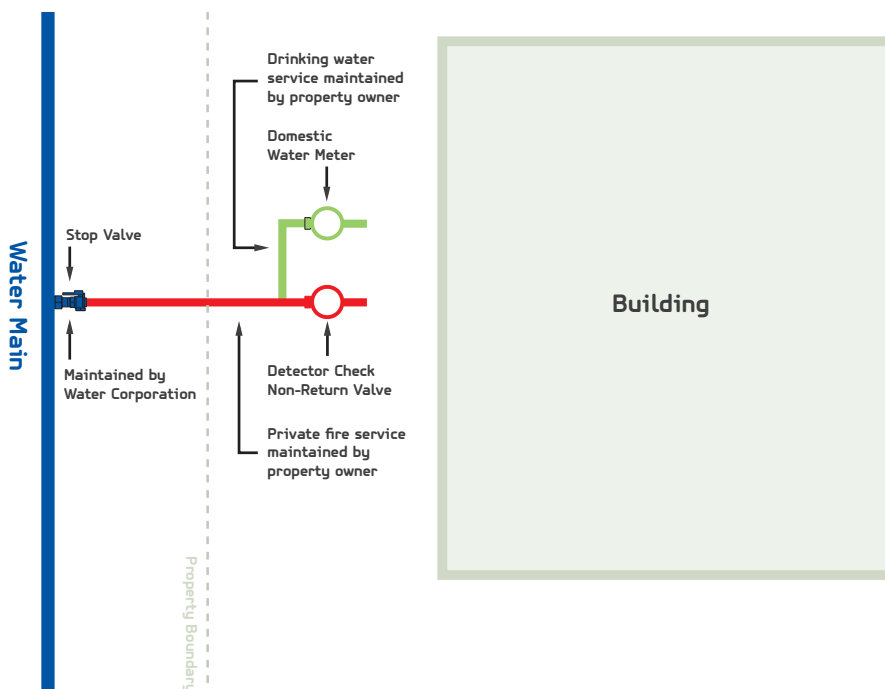 Drinking water
service maintained
by property owner
Domestic
Water Meter
Stop Valve
Water Main
Building
Maintained by
Water Corporation
Detector Check
Non-Return Valve
Private fire service
maintained by
property owner
Property Boundary